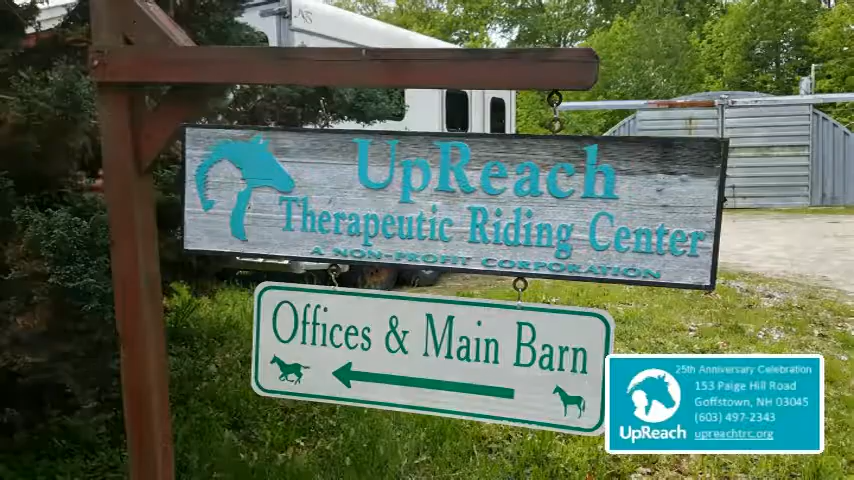 UpReach
Therapeutic Riding Center
A NON-PROFIT CORPORATION
Offices & Main Barn
25th Anniversary Celebration
153 Paige Hill Road
Goffstown, NH 03045
(603) 497-2343
UpReach
upreachtrc.org